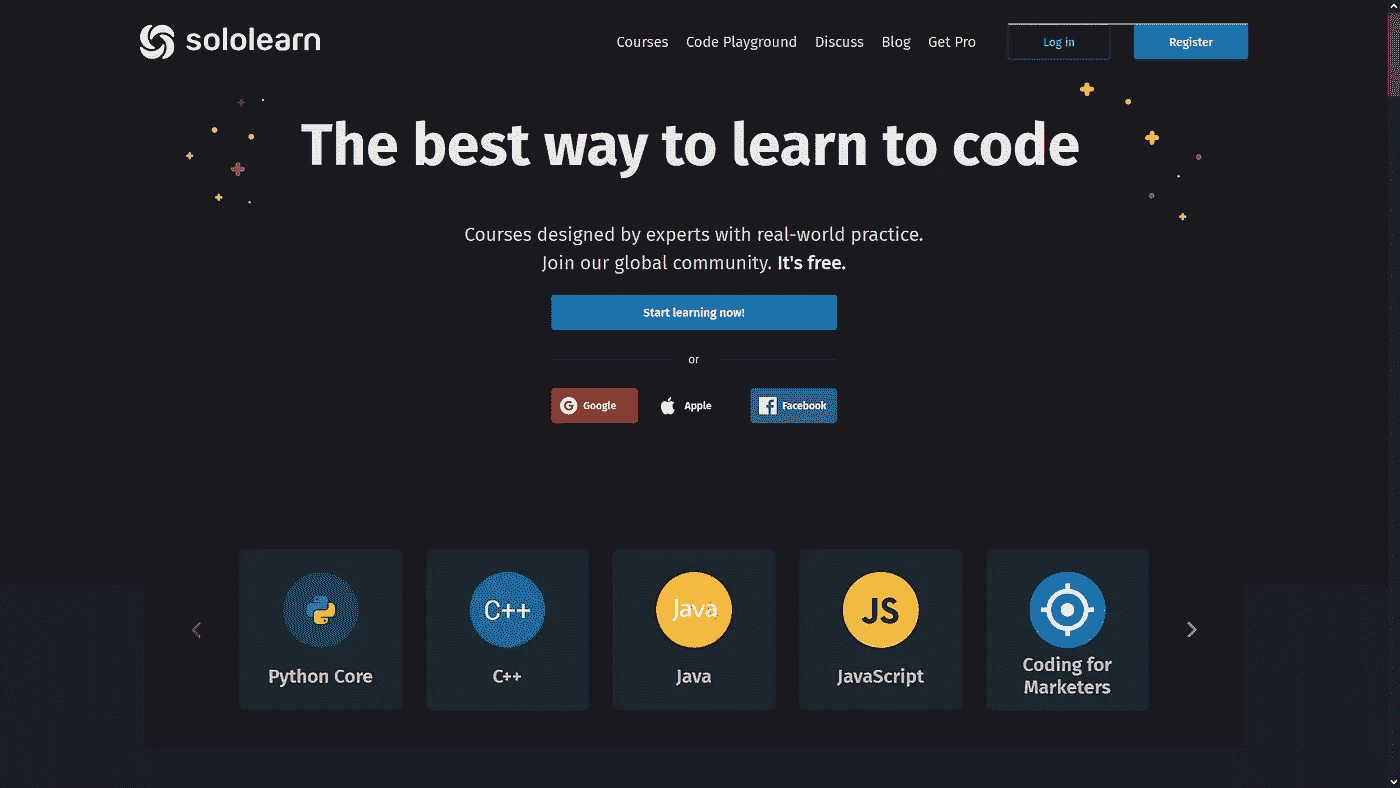 sololearn
Courses
Code Playground
Discuss
Blog
Get Pro
Log in
Register
The best way to learn to code
Courses designed by experts with real-world practice.
Join our global community. It's free.
Start learning now!
or
G
Google
Apple
f
Facebook
C++
Java
JS
Python Core
C++
Java
JavaScript
Coding for
Marketers